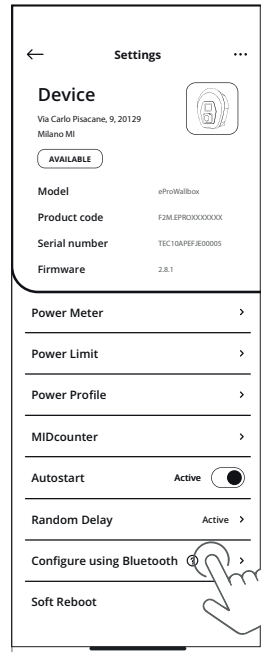 Settings
Device
Via Carlo Pisacane, 9, 20129
Milano MI
AVAILABLE
Model eProWallbox
Product code F2M.EPROXXXXXXX
Serial number TEC10APEFJE00005
Firmware 2.8.1
Power Meter
Power Limit
Power Profile
MIDcounter
Autostart Active
Random Delay Active
Configure using Bluetooth ?
Soft Reboot